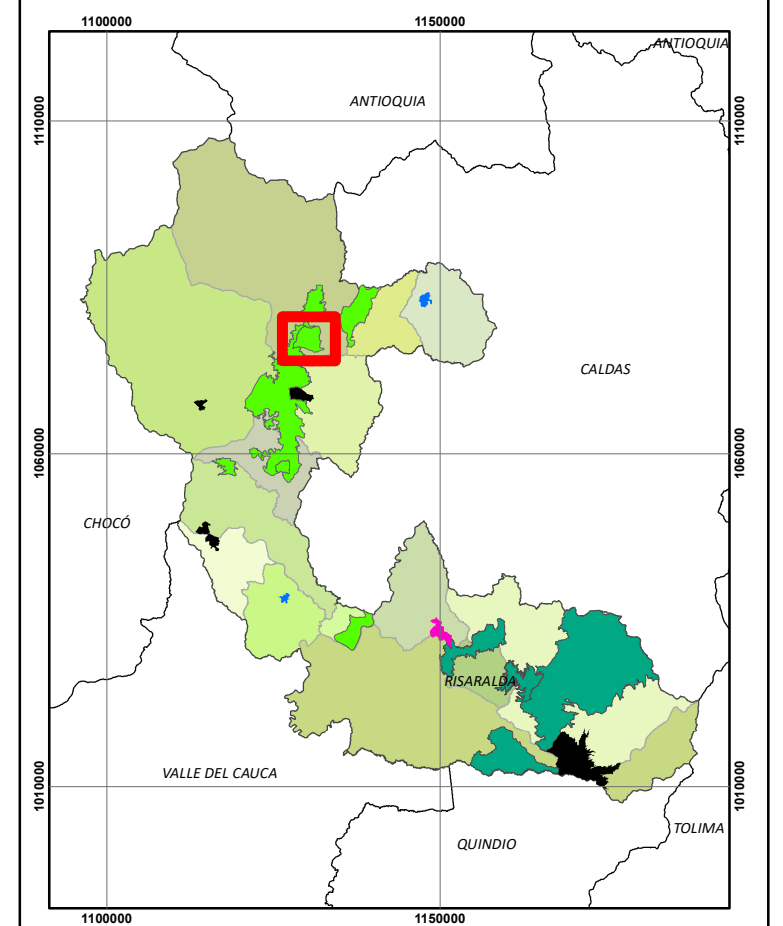 1100000
1150000
ANTIOQUIA
ANTIOQUIA
1110000
1110000
CALDAS
1060000
1060000
CHOCÓ
RISARALDA
VALLE DEL CAUCA
1010000
1010000
TOLIMA
QUINDIO
1100000
1150000